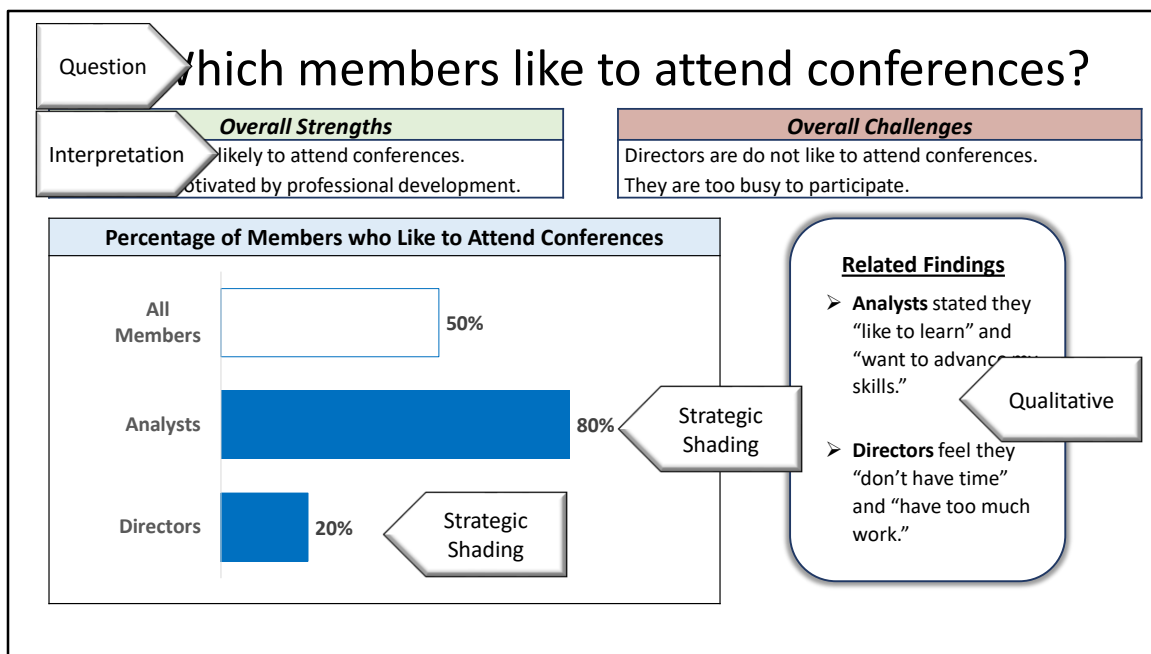 Question
Which members like to attend conferences?
Interpretation
Overall Strengths
likely to attend conferences.
otivated by professional development.
Overall Challenges
Directors are do not like to attend conferences.
They are too busy to participate.
Percentage of Members who Like to Attend Conferences
All
Members
50%
Analysts
80%
Strategic
Shading
Directors
20%
Strategic
Shading
Related Findings
➢ Analysts stated they
“like to learn” and
“want to advance my
skills.”
Qualitative
➢ Directors feel they
“don’t have time”
and “have too much
work.”